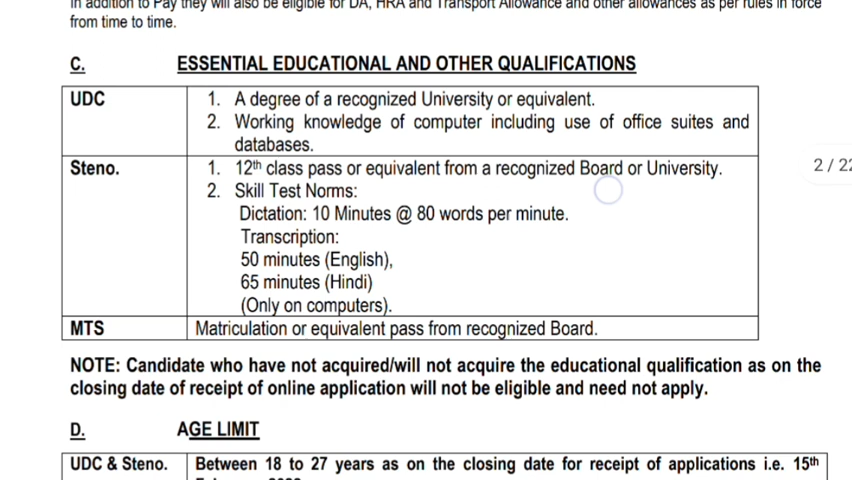 In addition to Pay they will also be eligible for DA, HRA and Transport Allowance and other allowances as per rules in force
from time to time.
C. ESSENTIAL EDUCATIONAL AND OTHER QUALIFICATIONS
UDC 1. A degree of a recognized University or equivalent.
2. Working knowledge of computer including use of office suites and
databases.
Steno. 1. 12th class pass or equivalent from a recognized Board or University.
2 / 22
2. Skill Test Norms:
Dictation: 10 Minutes @ 80 words per minute.
Transcription:
50 minutes (English),
65 minutes (Hindi)
(Only on computers).
MTS Matriculation or equivalent pass from recognized Board.
NOTE: Candidate who have not acquired/will not acquire the educational qualification as on the
closing date of receipt of online application will not be eligible and need not apply.
D. AGE LIMIT
UDC & Steno. Between 18 to 27 years as on the closing date for receipt of applications i.e. 15th